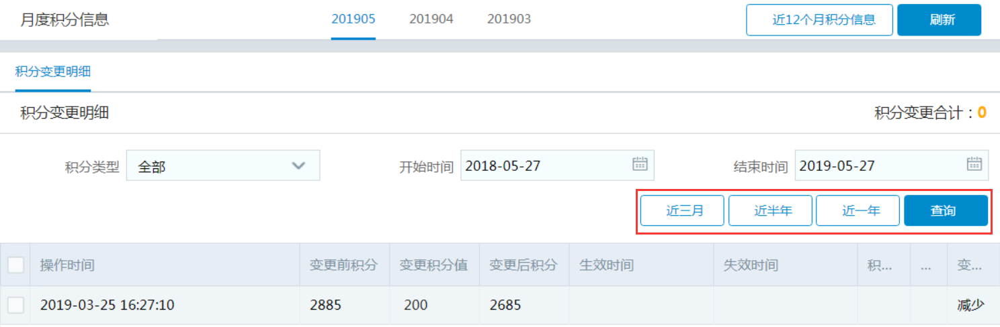 月度积分信息 201905 201904 201903 近12个月积分信息 刷新
积分变更明细
积分变更明细 积分变更合计：0
积分类型 全部 开始时间 2018-05-27 结束时间 2019-05-27
近三月 近半年 近一年 查询
操作时间 变更前积分 变更积分值 变更后积分 生效时间 失效时间 积... ... 变...
2019-03-25 16:27:10 2885 200 2685 减少